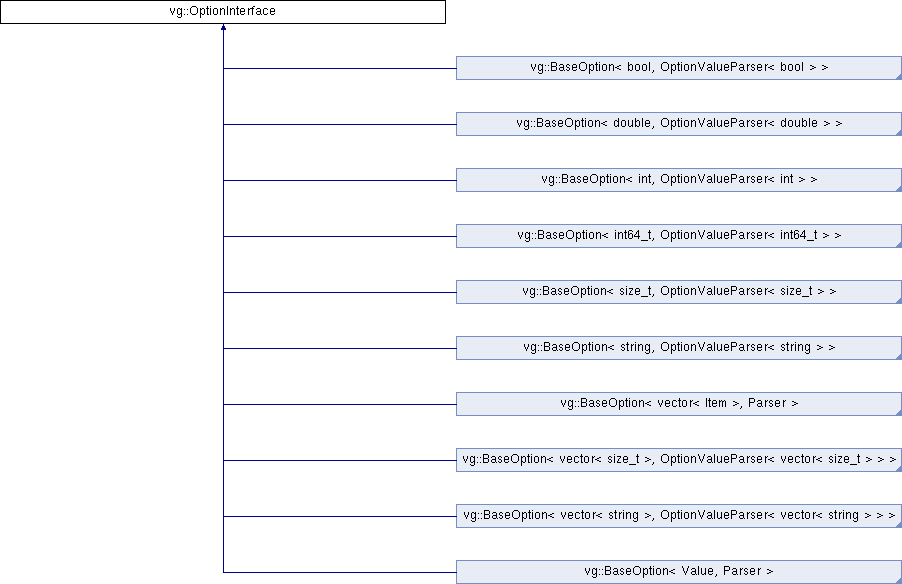 vg::OptionInterface
vg::BaseOption< bool, OptionValueParser< bool > >
vg::BaseOption< double, OptionValueParser< double > >
vg::BaseOption< int, OptionValueParser< int > >
vg::BaseOption< int64_t, OptionValueParser< int64_t > >
vg::BaseOption< size_t, OptionValueParser< size_t > >
vg::BaseOption< string, OptionValueParser< string > >
vg::BaseOption< vector< Item >, Parser >
vg::BaseOption< vector< size_t >, OptionValueParser< vector< size_t > > >
vg::BaseOption< vector< string >, OptionValueParser< vector< string > > >
vg::BaseOption< Value, Parser >